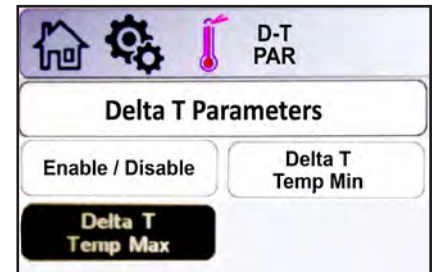 D-T
PAR
Delta T Parameters
Enable / Disable
Delta T
Temp Min
Delta T
Temp Max